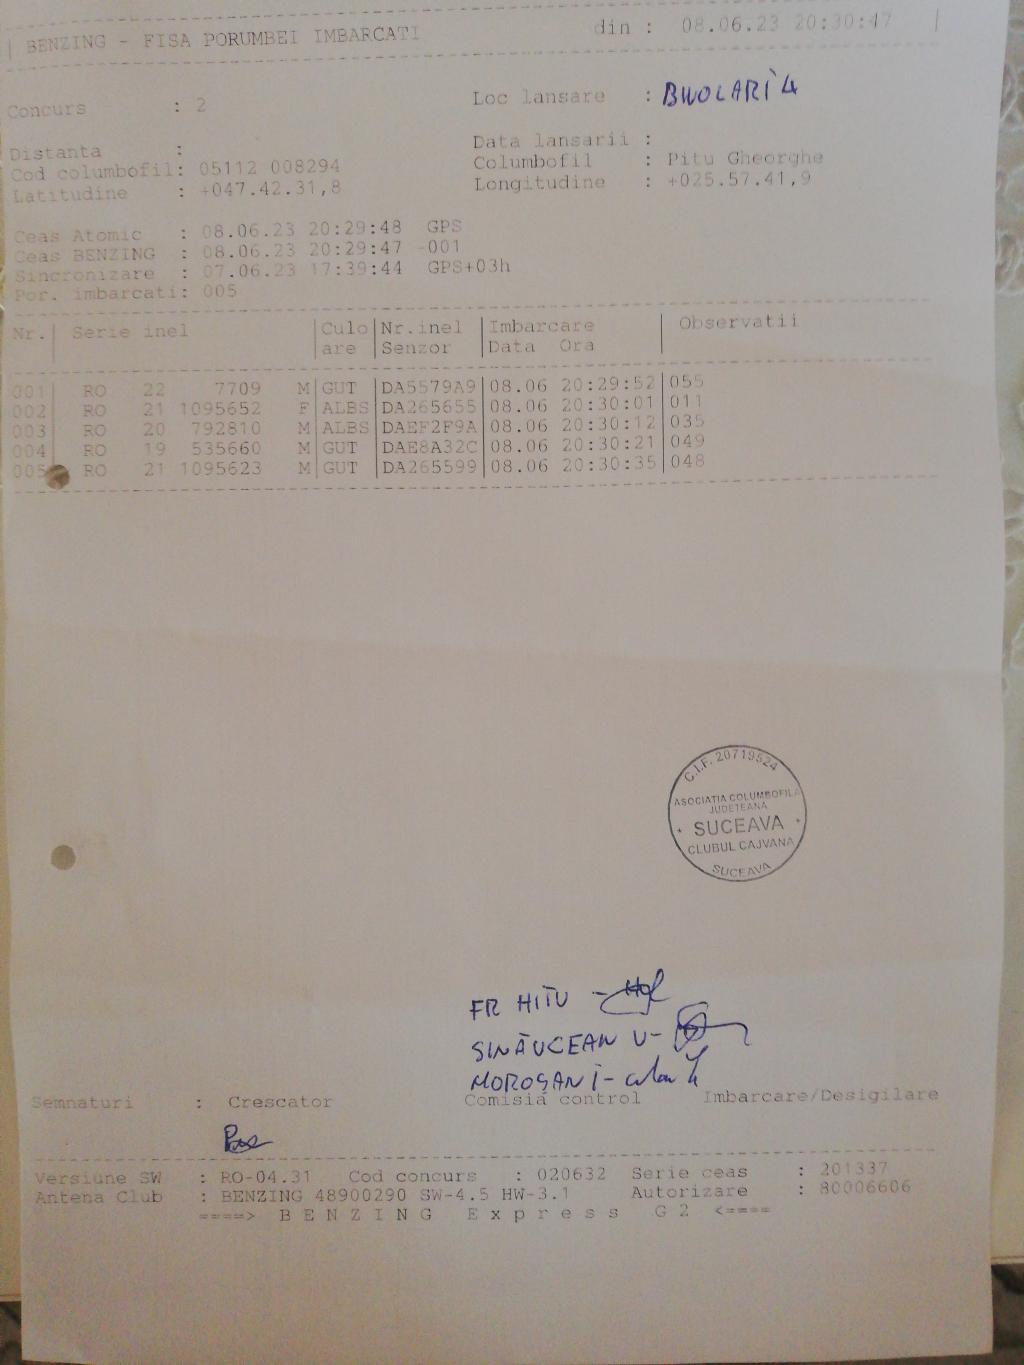 BENZING - FISA PORUMBEI IMBARCATI din : 08.06.23 20:30:47
Concurs : 2 Loc lansare : BIVOLARI 4
Distanta : Data lansarii :
Cod columbofil: 05112 008294 Columbofil : Pitu Gheorghe
Latitudine : +047.42.31,8 Longitudine : +025.57.41,9
Ceas Atomic : 08.06.23 20:29:48 GPS
Ceas BENZING : 08.06.23 20:29:47 -001
Sincronizare : 07.06.23 17:39:44 GPS+03h
Por. imbarcati: 005
Nr. Serie inel Culo Nr.inel Imbarcare Observatii
are Senzor Data Ora
001 RO 22 7709 M GUT DA5579A9 08.06 20:29:52 055
002 RO 21 1095652 F ALBS DA265655 08.06 20:30:01 011
003 RO 20 792810 M ALBS DAEF2F9A 08.06 20:30:12 035
004 RO 19 535660 M GUT DAE8A32C 08.06 20:30:21 049
005 RO 21 1095623 M GUT DA265599 08.06 20:30:35 048
C.I.F. 20719524
ASOCIATIA COLUMBOFILA
JUDETEANA
SUCEAVA
CLUBUL CAJVANA
SUCEAVA
FR HITU -
SINĂUCEAN V-
MOROȘAN I -
Semnaturi : Crescator Comisia control Imbarcare/Desigilare
Versiune SW : RO-04.31 Cod concurs : 020632 Serie ceas : 201337
Antena Club : BENZING 48900290 SW-4.5 HW-3.1 Autorizare : 80006606
====> B E N Z I N G E x p r e s s G 2 <====